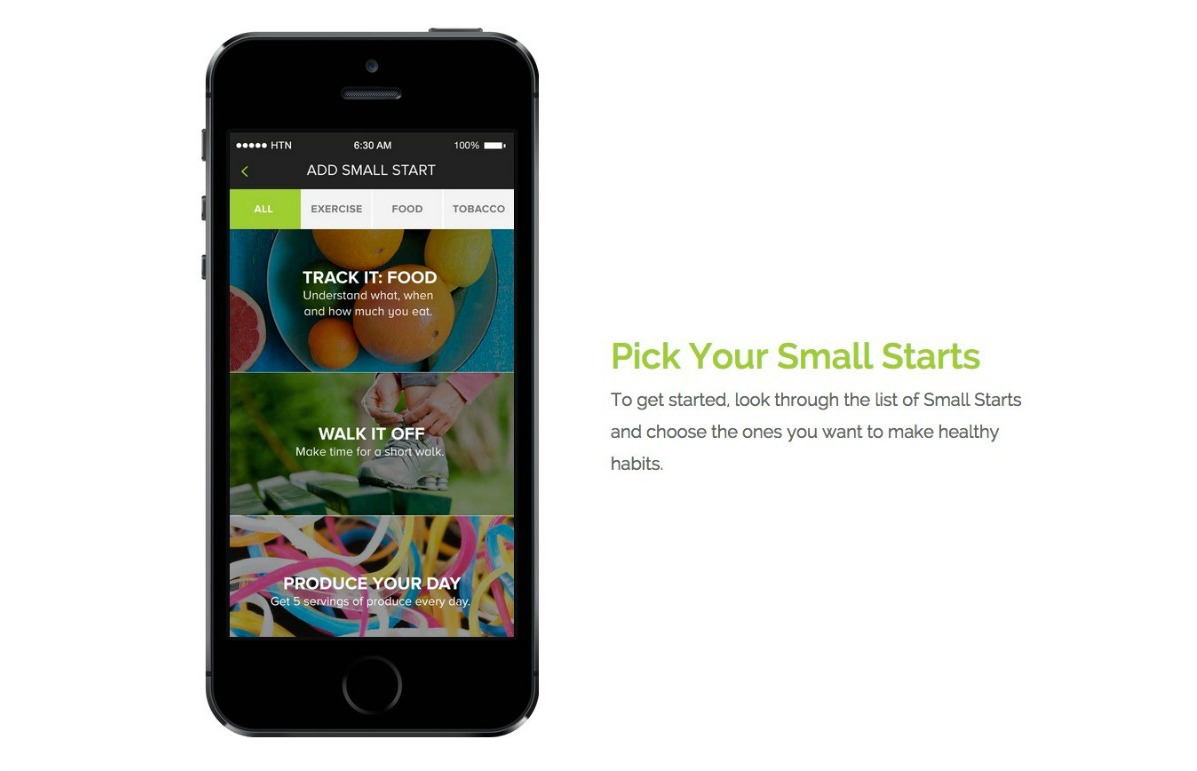 HTN 6:30 AM 100%
ADD SMALL START
ALL EXERCISE FOOD TOBACCO
TRACK IT: FOOD
Understand what, when
and how much you eat.
WALK IT OFF
Make time for a short walk.
PRODUCE YOUR DAY
Get 5 servings of produce every day.
Pick Your Small Starts
To get started, look through the list of Small Starts
and choose the ones you want to make healthy
habits.